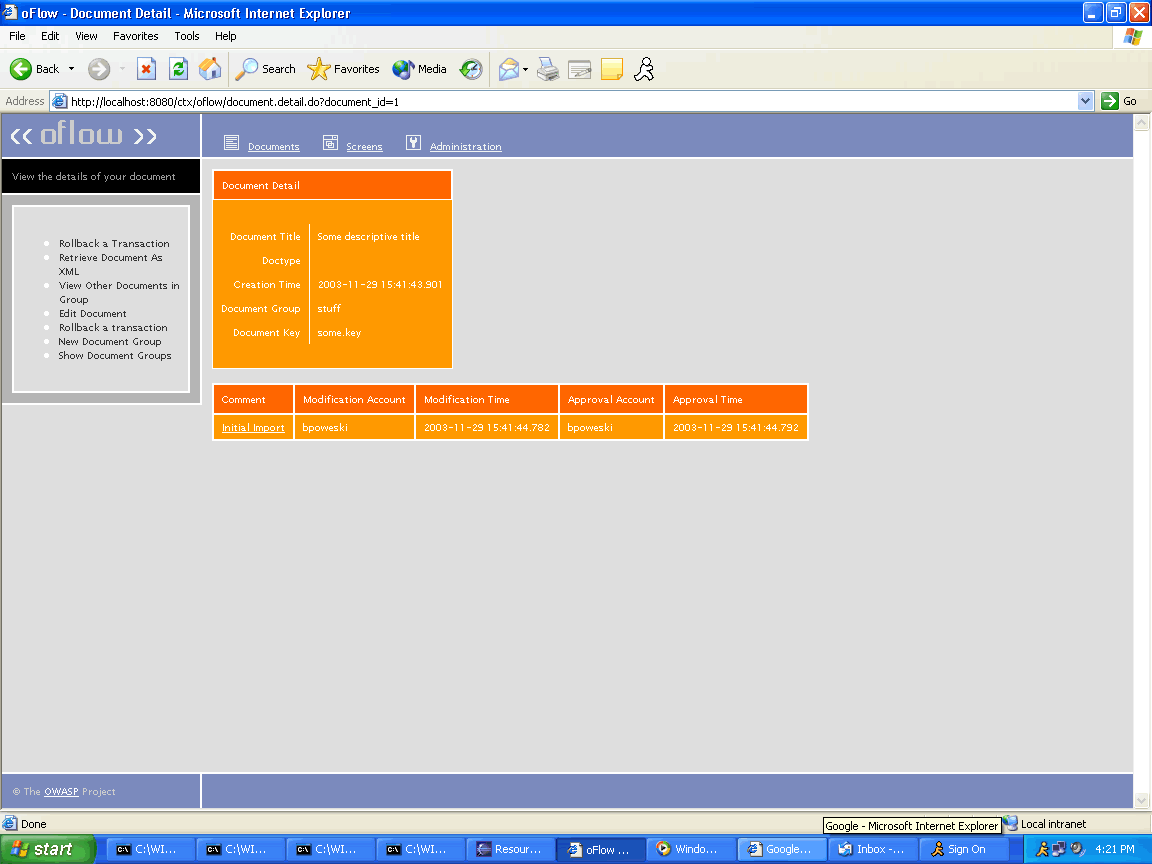 oFlow - Document Detail - Microsoft Internet Explorer
File Edit View Favorites Tools Help
Back Search Favorites Media
Address http://localhost:8080/ctx/oflow/document.detail.do?document_id=1 Go
<< oflow >>
Documents Screens Administration
View the details of your document
Rollback a Transaction
Retrieve Document As
XML
View Other Documents in
Group
Edit Document
Rollback a transaction
New Document Group
Show Document Groups
Document Detail
Document Title Some descriptive title
Doctype
Creation Time 2003-11-29 15:41:43.901
Document Group stuff
Document Key some.key
Comment Modification Account Modification Time Approval Account Approval Time
Initial Import bpoweski 2003-11-29 15:41:44.782 bpoweski 2003-11-29 15:41:44.792
© The OWASP Project
Done Google - Microsoft Internet Explorer Local intranet
start C:\WI... C:\WI... C:\WI... C:\WI... Resour... oFlow ... Windo... Google... Inbox -... Sign On 4:21 PM